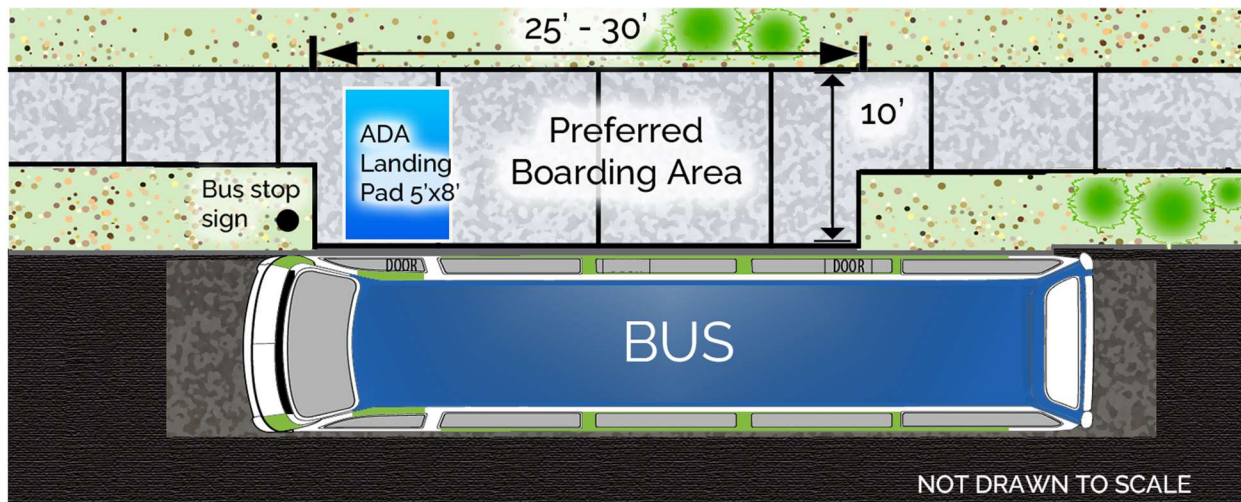 25' - 30'
ADA
Landing
Pad 5'x8'
Preferred
Boarding Area
10'
Bus stop
sign
DOOR
DOOR
BUS
NOT DRAWN TO SCALE